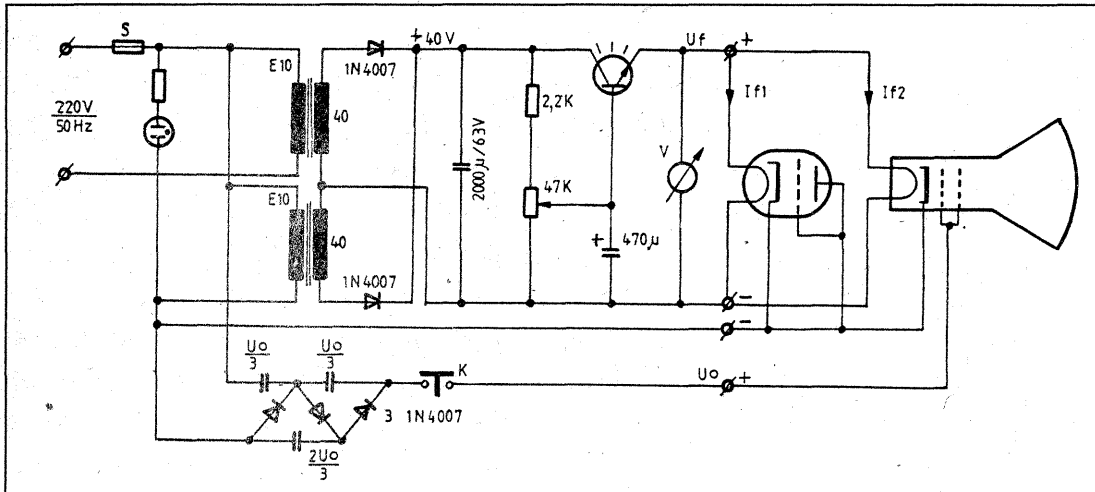 S
220V
50Hz
E10
40
1N4007
E10
40
1N4007
+ 40V
2000µ/63V
2,2K
47K
+
470µ
V
Uf
+
If1
If2
-
-
Uo
+
Uo
3
Uo
3
K
3 1N4007
2Uo
3